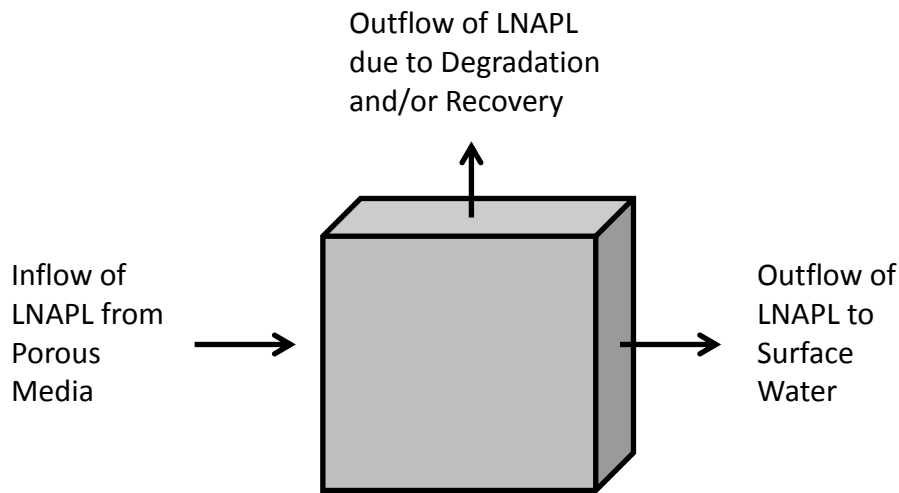 Outflow of LNAPL
due to Degradation
and/or Recovery
Inflow of
LNAPL from
Porous
Media
Outflow of
LNAPL to
Surface
Water